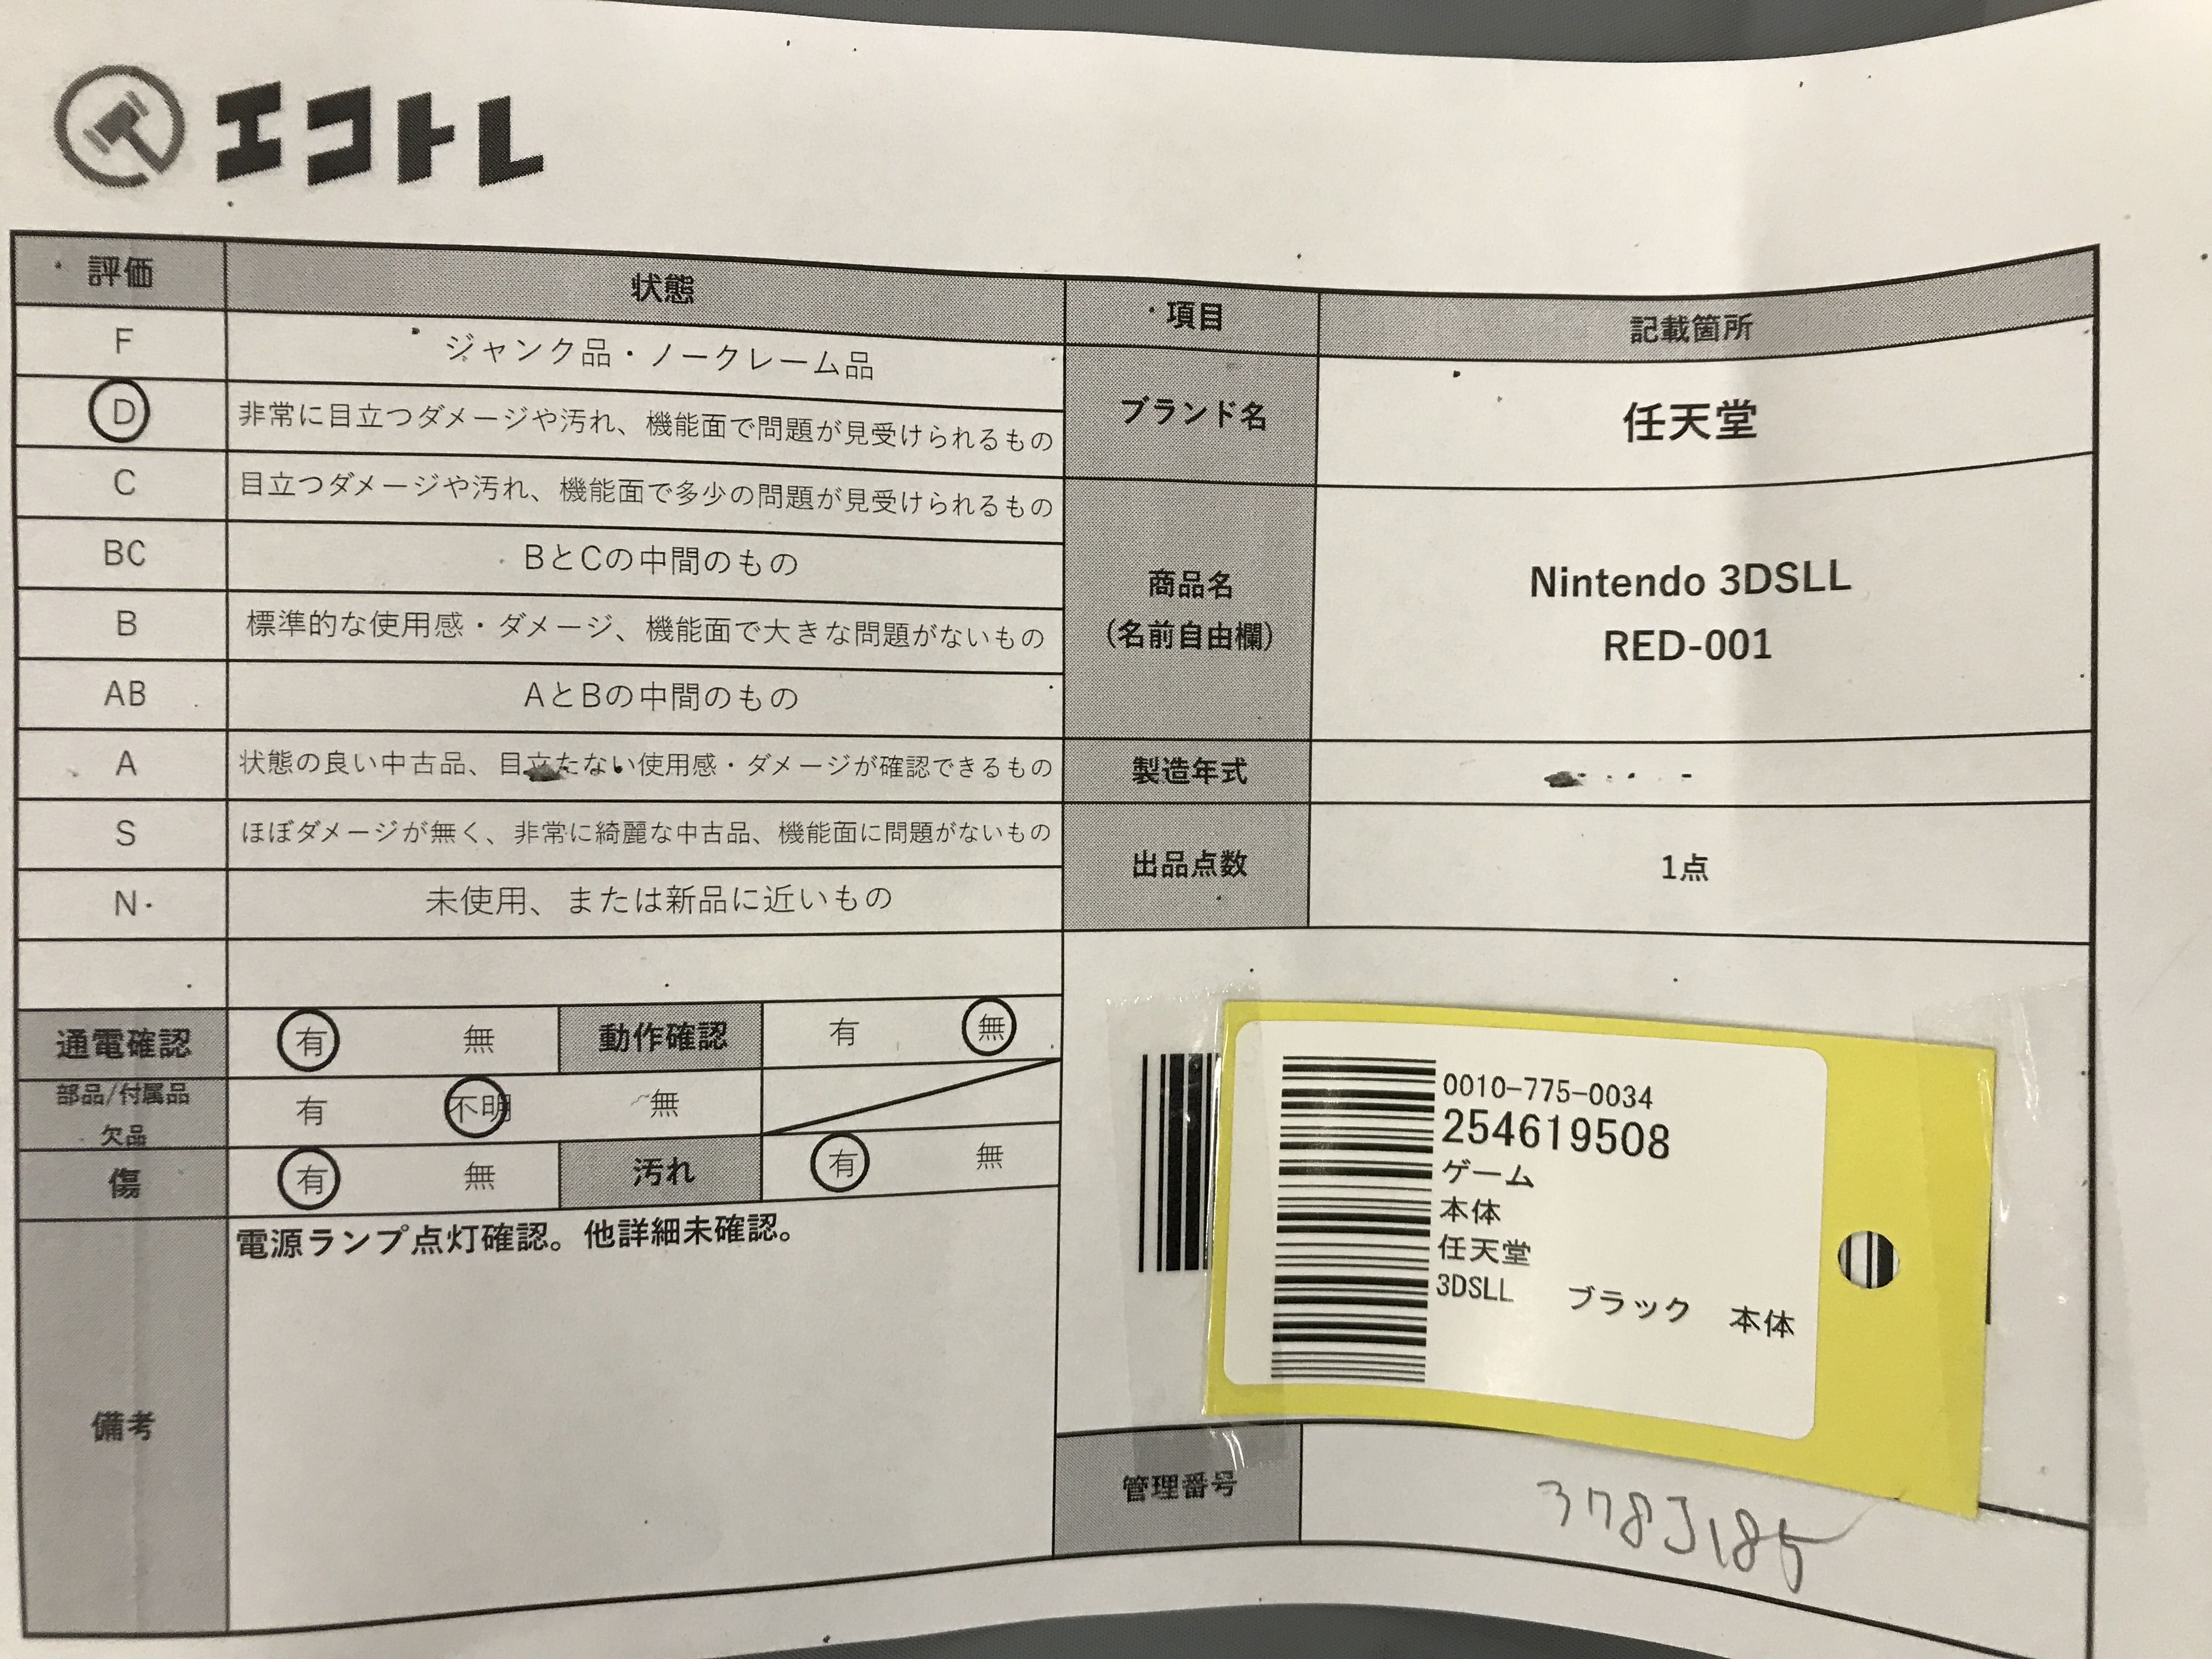 エコトレ
評価 状態
F ジャンク品・ノークレーム品
D 非常に目立つダメージや汚れ、機能面で問題が見受けられるもの
C 目立つダメージや汚れ、機能面で多少の問題が見受けられるもの
BC BとCの中間のもの
B 標準的な使用感・ダメージ、機能面で大きな問題がないもの
AB AとBの中間のもの
A 状態の良い中古品、目立たない使用感・ダメージが確認できるもの
S ほぼダメージが無く、非常に綺麗な中古品、機能面に問題がないもの
N 未使用、または新品に近いもの
通電確認 有 無 動作確認 有 無
部品/付属品
欠品 有 不明 無
傷 有 無 汚れ 有 無
備考 電源ランプ点灯確認。他詳細未確認。
項目 記載箇所
ブランド名 任天堂
商品名
(名前自由欄)
Nintendo 3DSLL
RED-001
製造年式
出品点数 1点
0010-775-0034
254619508
ゲーム
本体
任天堂
3DSLL ブラック 本体
管理番号 378J185